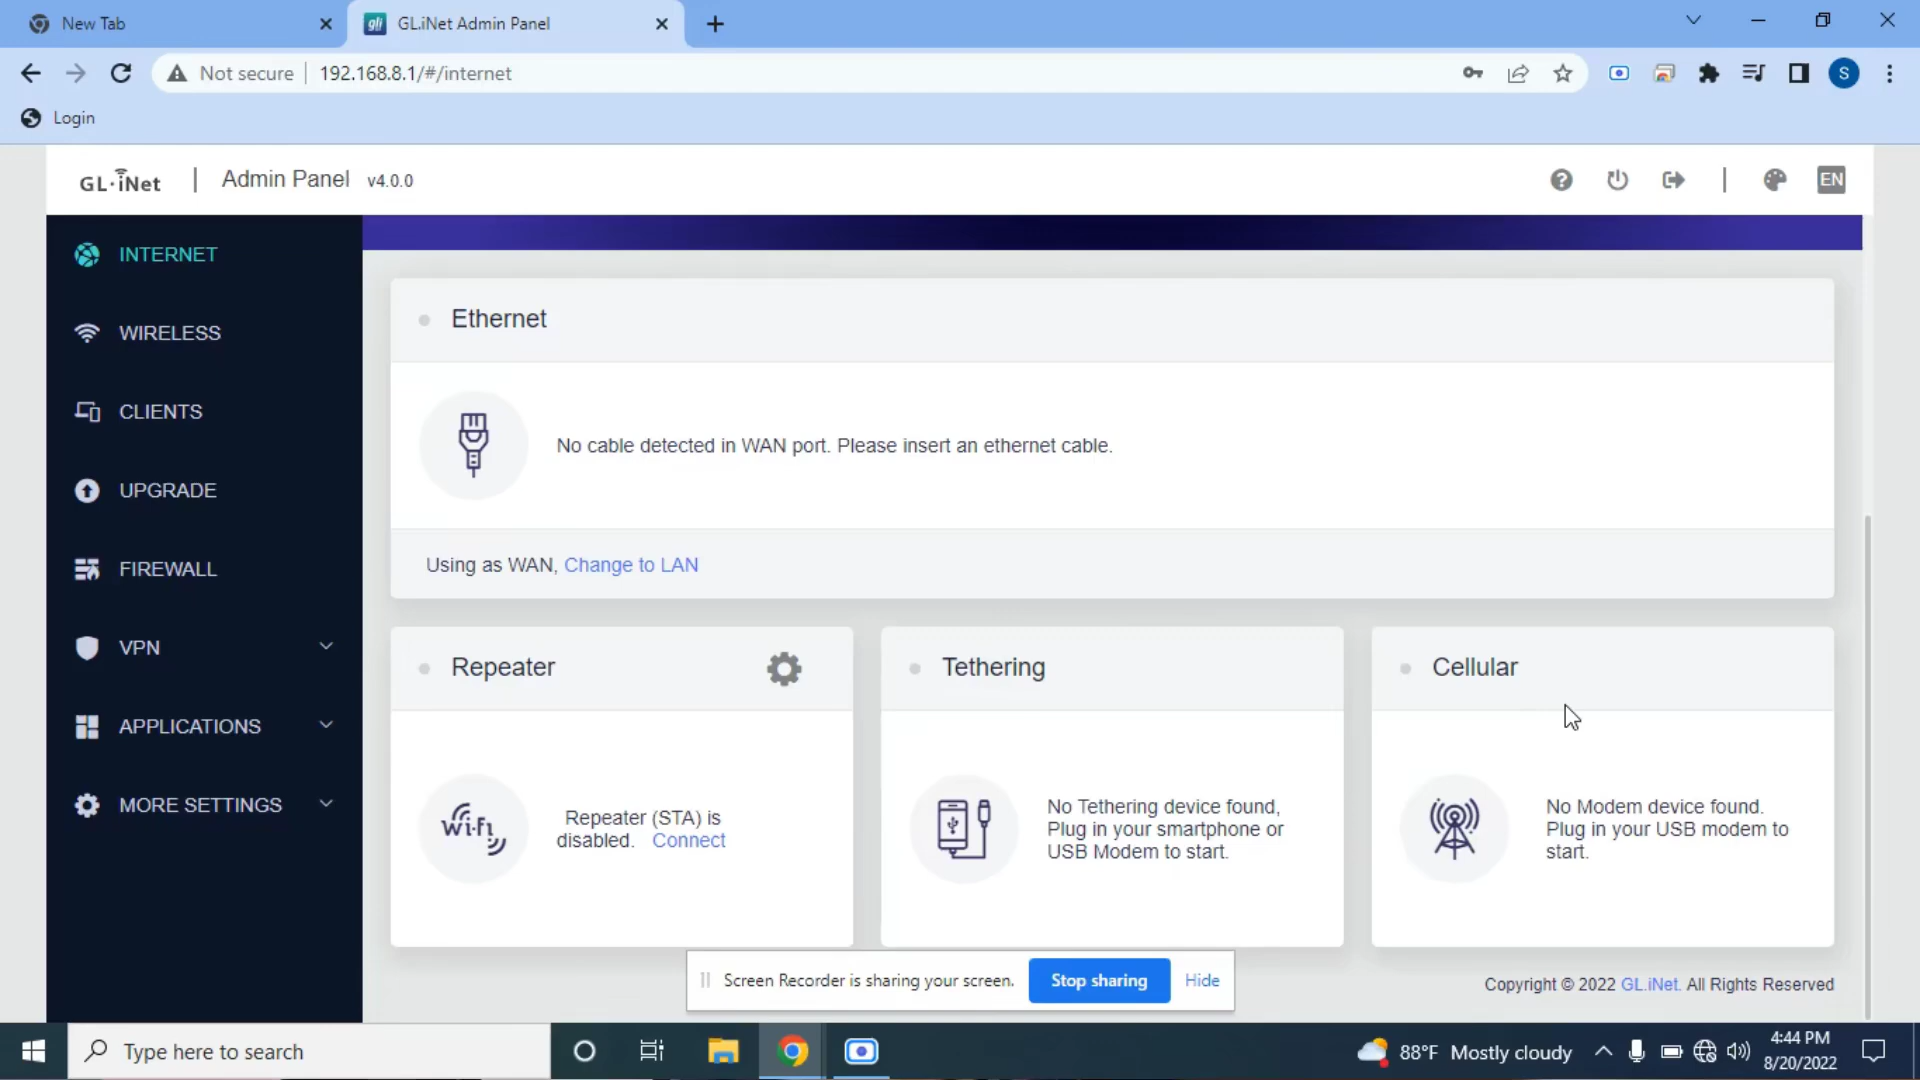 New Tab
gli GL.iNet Admin Panel
Not secure 192.168.8.1/#/internet
S
Login
GL·iNet | Admin Panel v4.0.0
EN
INTERNET
WIRELESS
CLIENTS
UPGRADE
FIREWALL
VPN
APPLICATIONS
MORE SETTINGS
Ethernet
No cable detected in WAN port. Please insert an ethernet cable.
Using as WAN, Change to LAN
Repeater
Wi-Fi
Repeater (STA) is
disabled. Connect
Tethering
No Tethering device found,
Plug in your smartphone or
USB Modem to start.
Cellular
No Modem device found.
Plug in your USB modem to
start.
Screen Recorder is sharing your screen. Stop sharing Hide
Copyright © 2022 GL.iNet. All Rights Reserved
Type here to search
88°F Mostly cloudy
4:44 PM
8/20/2022